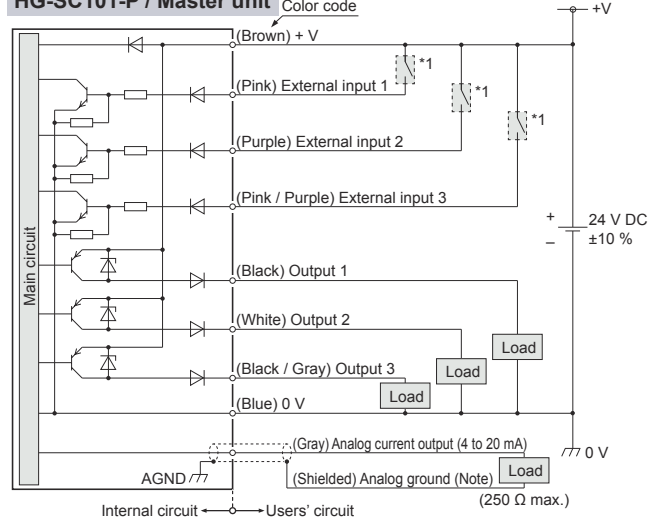 HG-SC101-P / Master unit
Color code
+V
(Brown) + V
*1
(Pink) External input 1
*1
*1
(Purple) External input 2
(Pink / Purple) External input 3
+
24 V DC
–
±10 %
Main circuit
(Black) Output 1
(White) Output 2
Load
Load
(Black / Gray) Output 3
Load
(Blue) 0 V
(Gray) Analog current output (4 to 20 mA)
0 V
AGND
(Shielded) Analog ground (Note)
Load
(250 Ω max.)
Internal circuit
Users' circuit